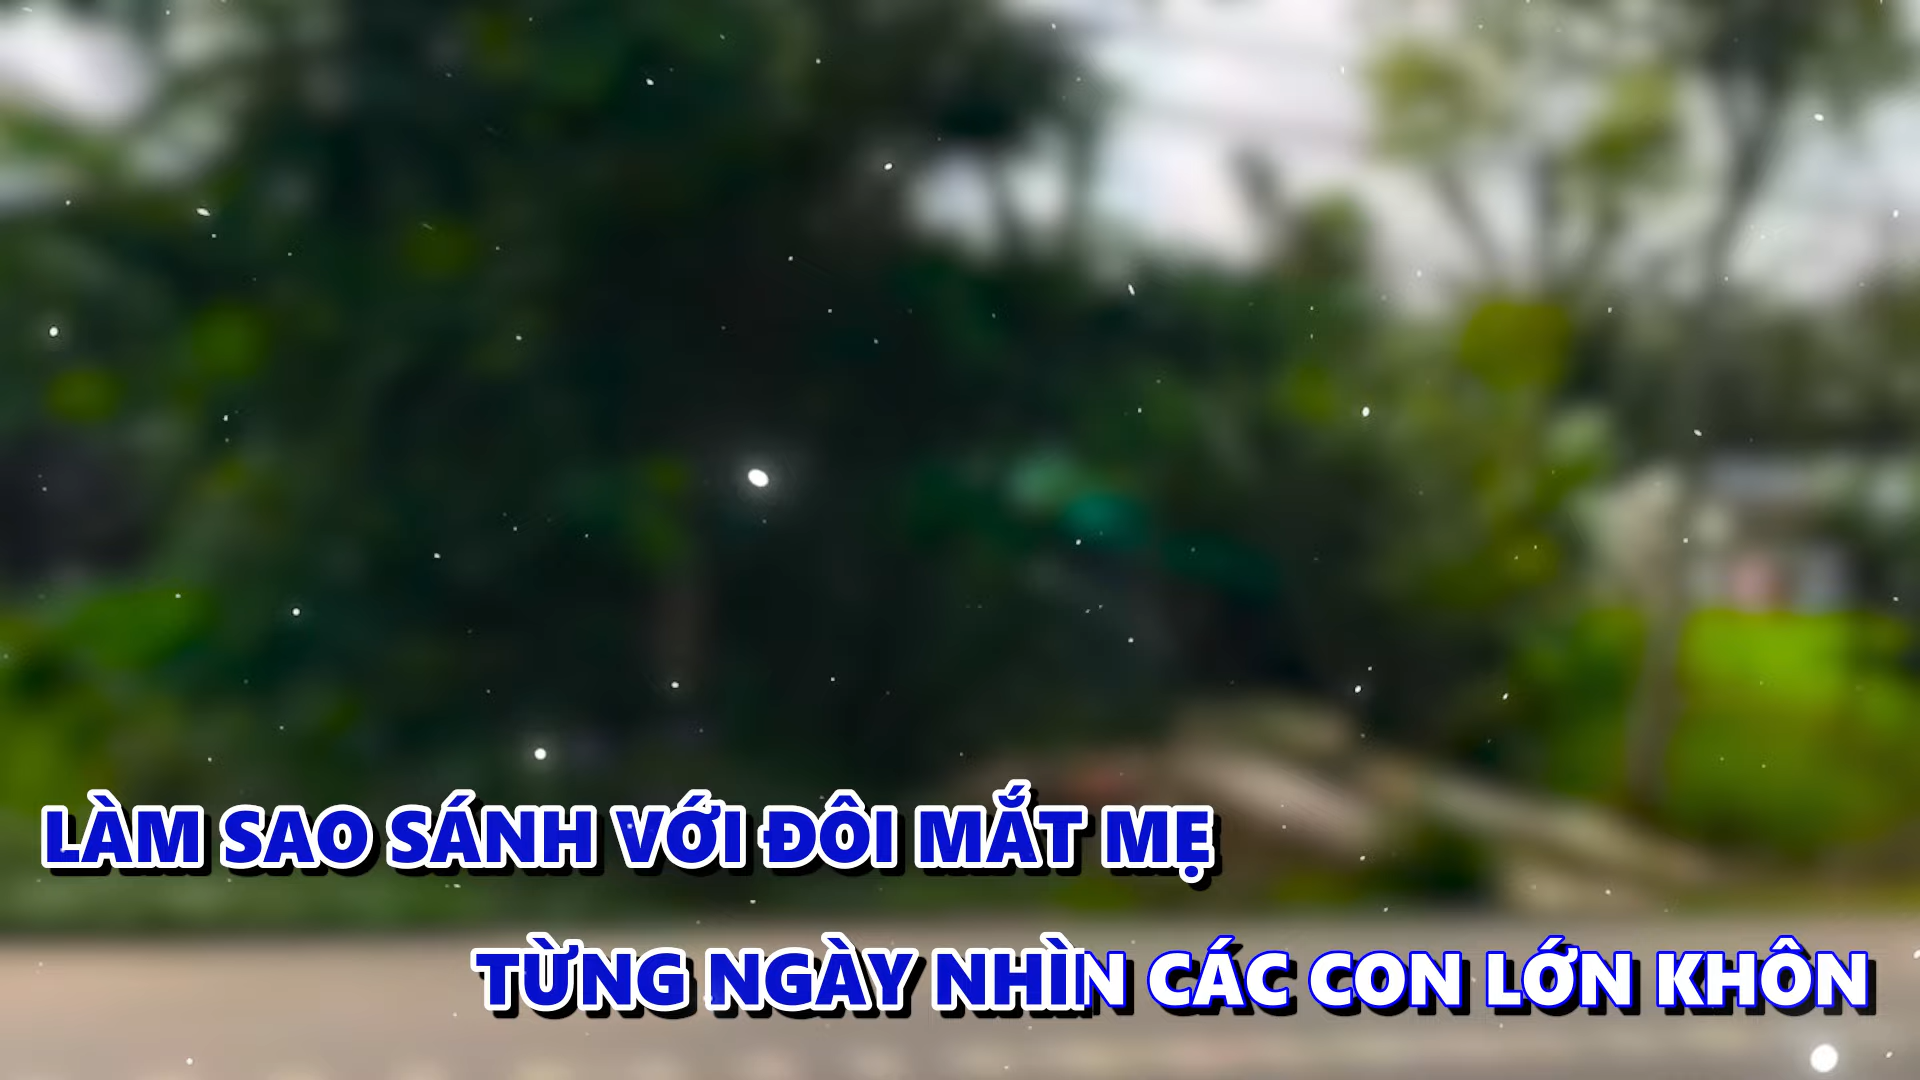 LÀM SAO SÁNH VỚI ĐÔI MẮT MẸ
TỪNG NGÀY NHÌN CÁC CON LỚN KHÔN